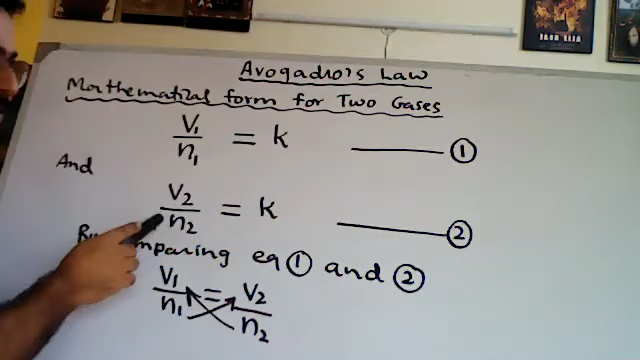 Avogadro's Law
Mathematical form for Two Gases
V₁/n₁ = k ——— ①
And
V₂/n₂ = k ——— ②
comparing eq ① and ②
V₁/n₁ = V₂/n₂